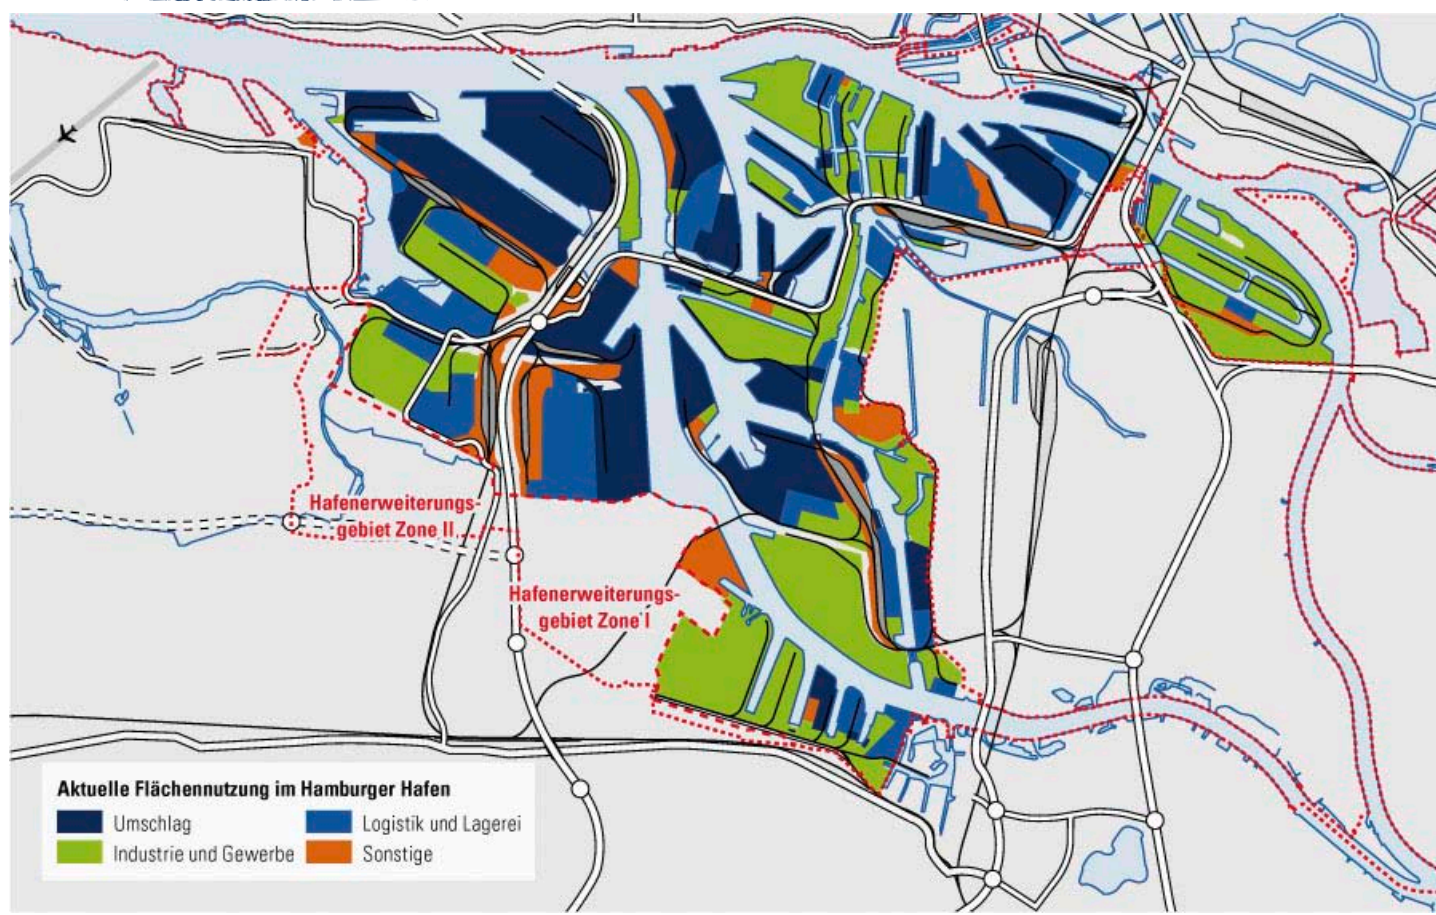 Hafenerweiterungs-
gebiet Zone II
Hafenerweiterungs-
gebiet Zone I
Aktuelle Flächennutzung im Hamburger Hafen
Umschlag
Logistik und Lagerei
Industrie und Gewerbe
Sonstige